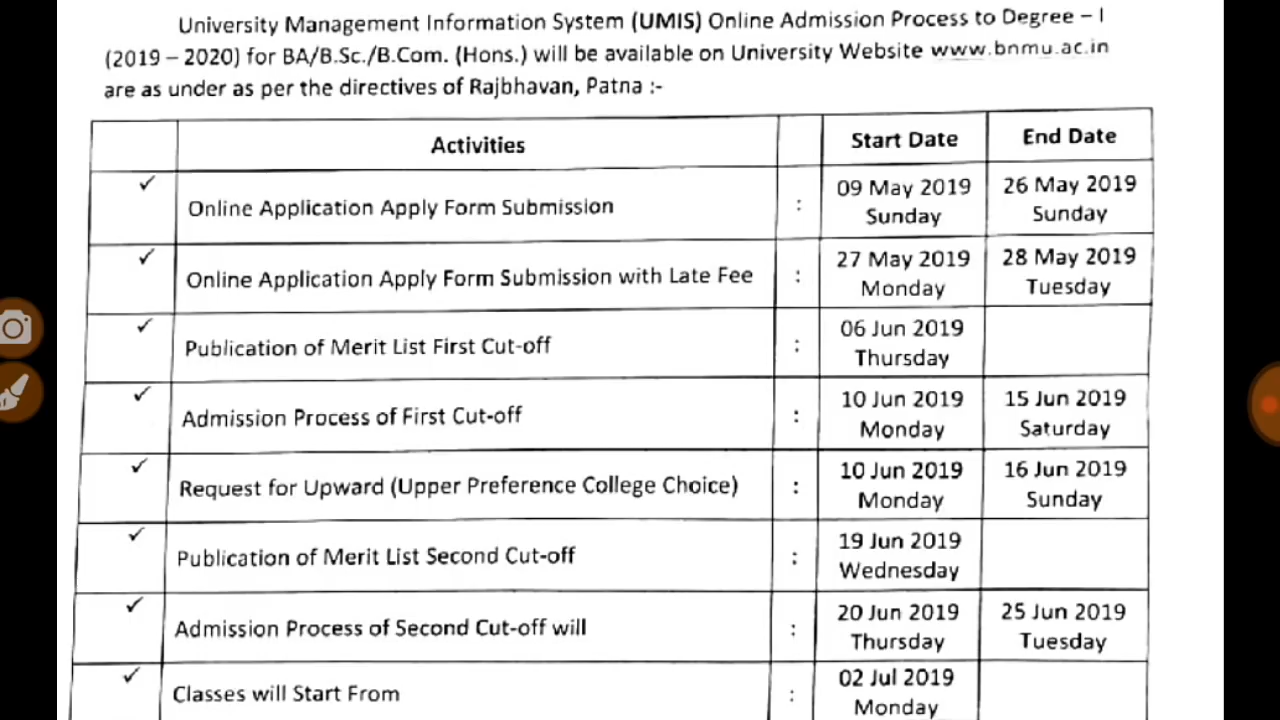 University Management Information System (UMIS) Online Admission Process to Degree – I
(2019 – 2020) for BA/B.Sc./B.Com. (Hons.) will be available on University Website www.bnmu.ac.in
are as under as per the directives of Rajbhavan, Patna :-
Activities Start Date End Date
✓ Online Application Apply Form Submission : 09 May 2019 26 May 2019
Sunday Sunday
✓ Online Application Apply Form Submission with Late Fee : 27 May 2019 28 May 2019
Monday Tuesday
✓ Publication of Merit List First Cut-off : 06 Jun 2019
Thursday
✓ Admission Process of First Cut-off : 10 Jun 2019 15 Jun 2019
Monday Saturday
✓ Request for Upward (Upper Preference College Choice) : 10 Jun 2019 16 Jun 2019
Monday Sunday
✓ Publication of Merit List Second Cut-off : 19 Jun 2019
Wednesday
✓ Admission Process of Second Cut-off will : 20 Jun 2019 25 Jun 2019
Thursday Tuesday
✓ Classes will Start From : 02 Jul 2019
Monday